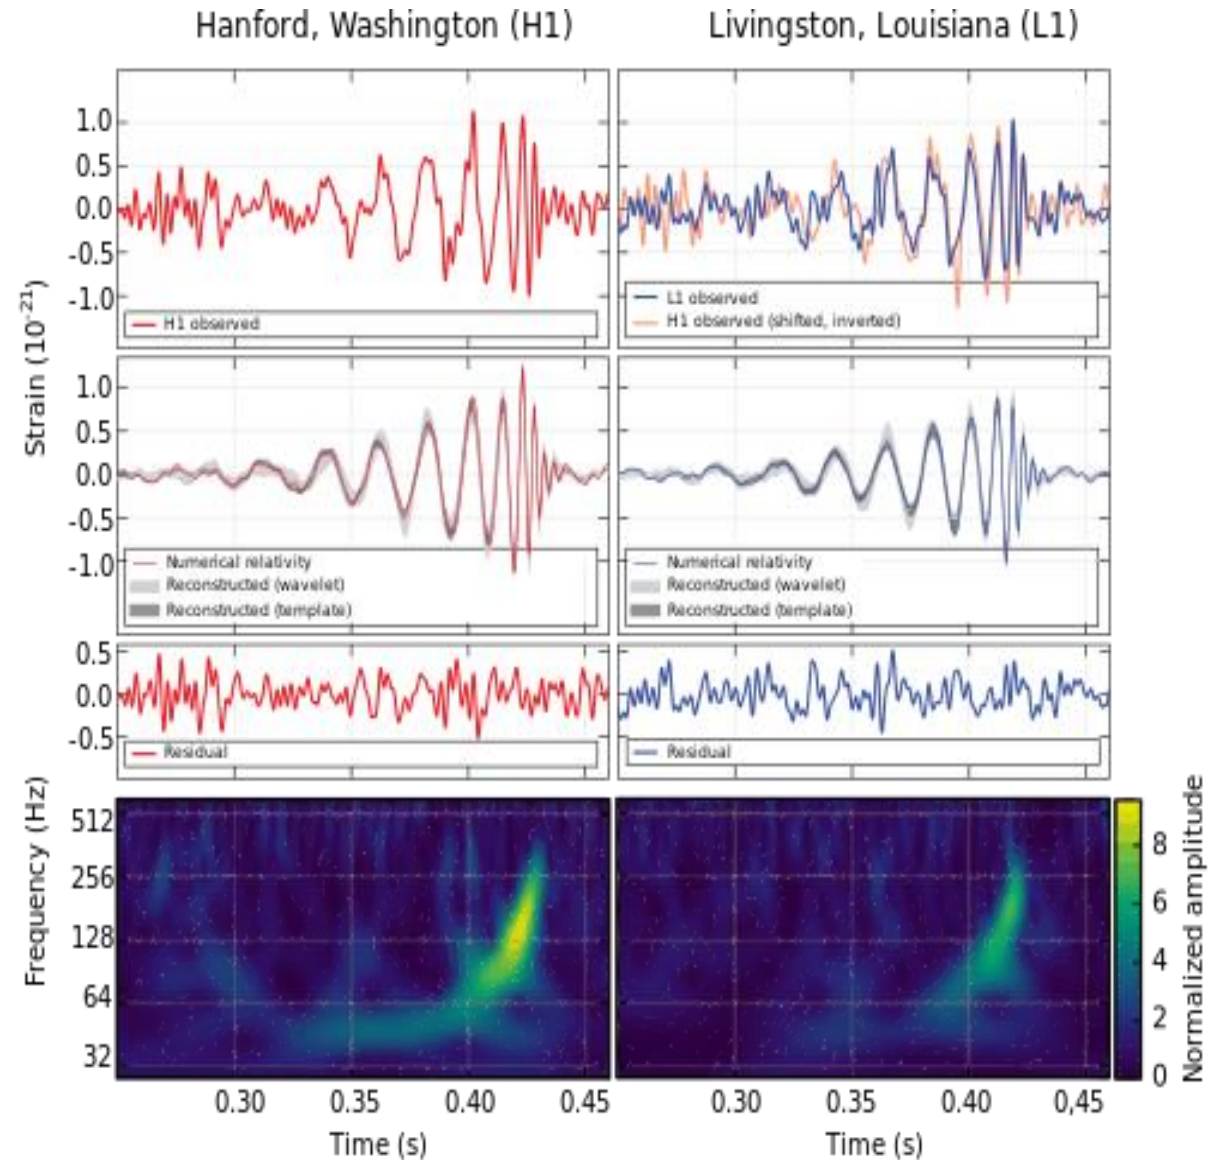 Hanford, Washington (H1)
Livingston, Louisiana (L1)
Strain (10-21)
1.0
0.5
0.0
-0.5
-1.0
H1 observed
L1 observed
H1 observed (shifted, inverted)
1.0
0.5
0.0
-0.5
-1.0
Numerical relativity
Reconstructed (wavelet)
Reconstructed (template)
Numerical relativity
Reconstructed (wavelet)
Reconstructed (template)
0.5
0.0
-0.5
Residual
Residual
Frequency (Hz)
512
256
128
64
32
8
6
4
2
0
Normalized amplitude
0.30 0.35 0.40 0.45
0.30 0.35 0.40 0,45
Time (s)
Time (s)